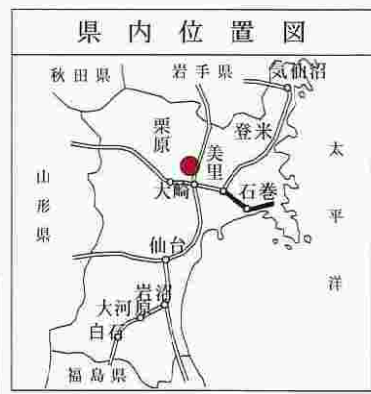 県内位置図
秋田県
岩手県
気仙沼
栗原
登米
美里
太平洋
山形県
大崎
石巻
仙台
岩沼
大河原
白石
福島県